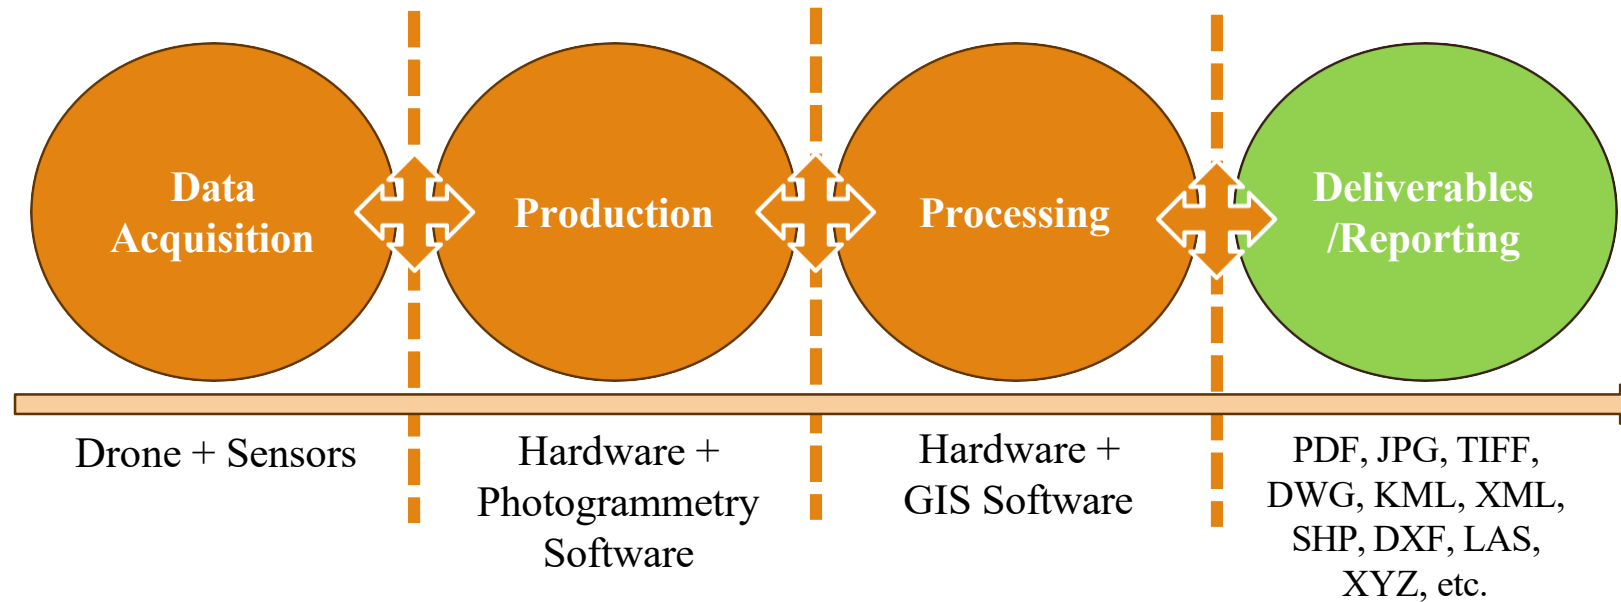 Data
Acquisition
Production
Processing
Deliverables
/Reporting
Drone + Sensors
Hardware +
Photogrammetry
Software
Hardware +
GIS Software
PDF, JPG, TIFF,
DWG, KML, XML,
SHP, DXF, LAS,
XYZ, etc.